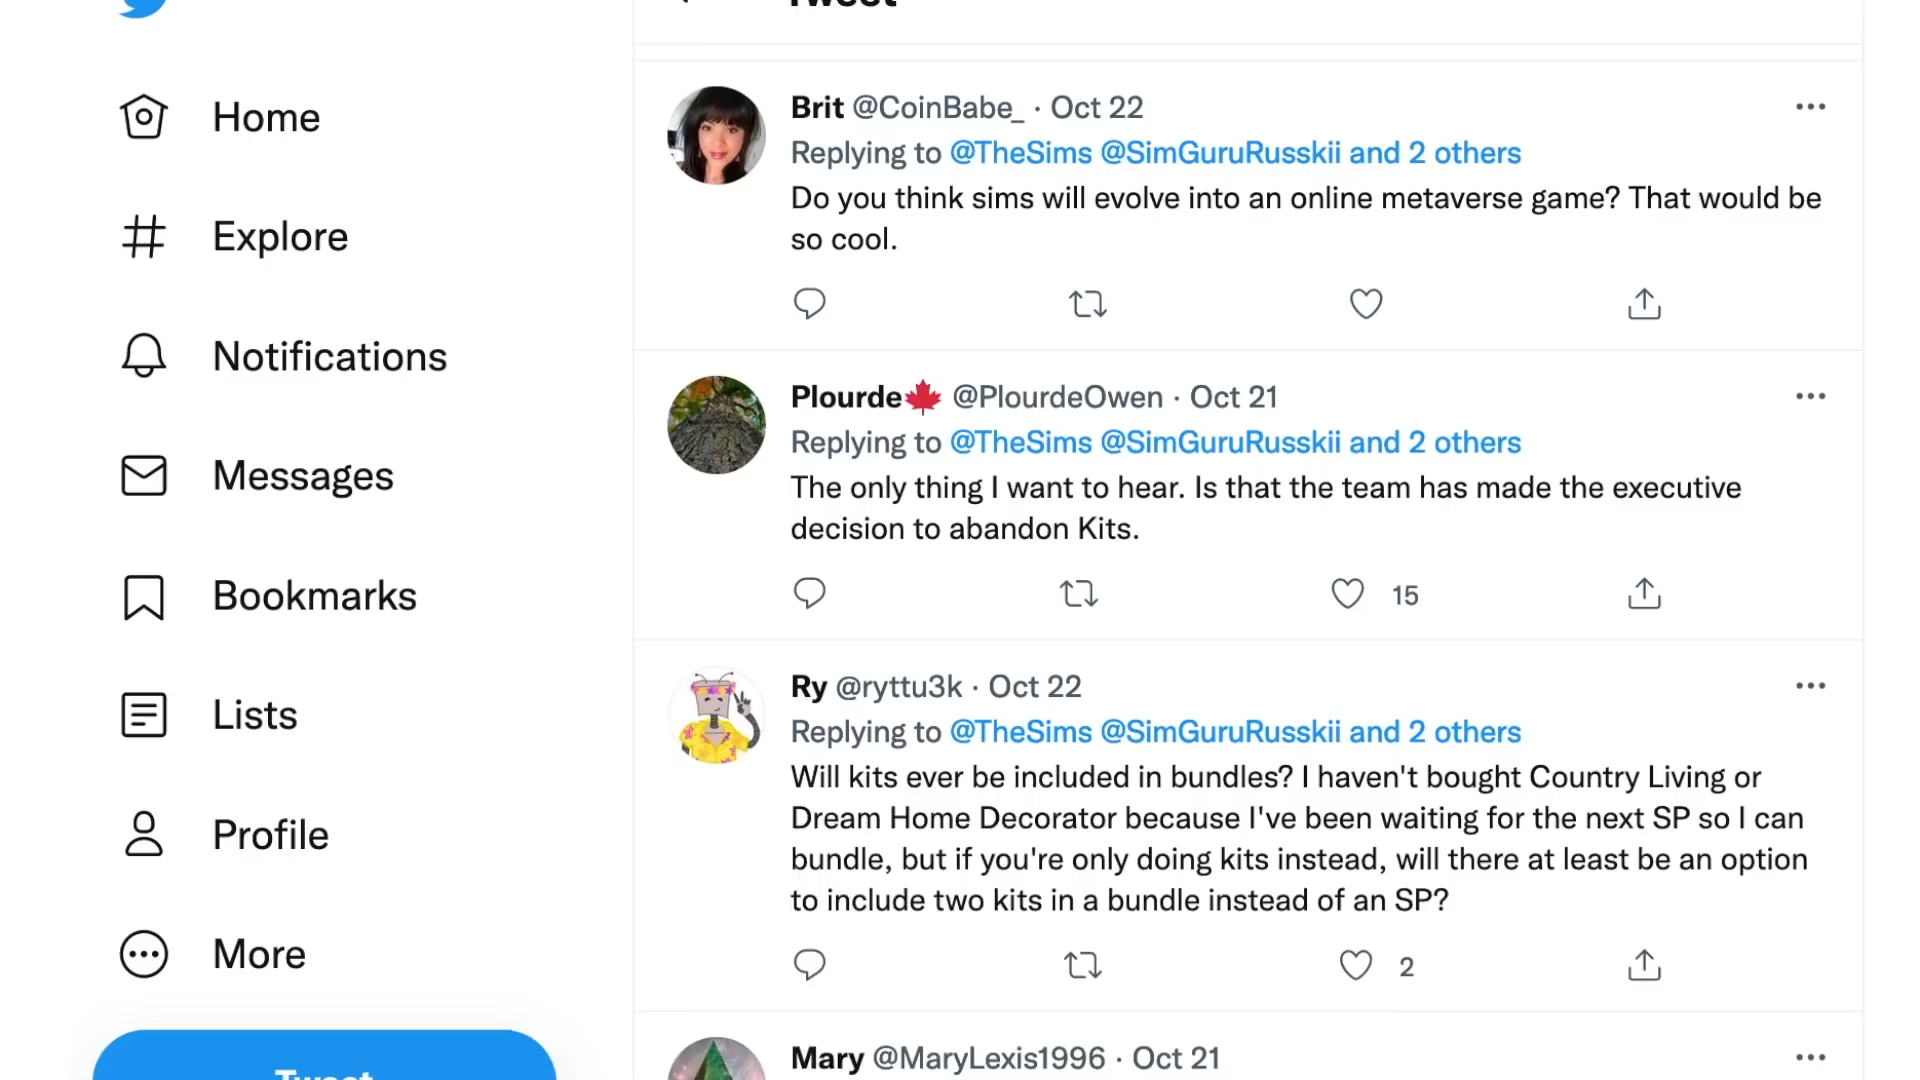 Tweet
Home
Explore
Notifications
Messages
Bookmarks
Lists
Profile
More
Tweet
Brit @CoinBabe_ · Oct 22
Replying to @TheSims @SimGuruRusskii and 2 others
Do you think sims will evolve into an online metaverse game? That would be
so cool.
Plourde🍁 @PlourdeOwen · Oct 21
Replying to @TheSims @SimGuruRusskii and 2 others
The only thing I want to hear. Is that the team has made the executive
decision to abandon Kits.
15
Ry @ryttu3k · Oct 22
Replying to @TheSims @SimGuruRusskii and 2 others
Will kits ever be included in bundles? I haven't bought Country Living or
Dream Home Decorator because I've been waiting for the next SP so I can
bundle, but if you're only doing kits instead, will there at least be an option
to include two kits in a bundle instead of an SP?
2
Mary @MaryLexis1996 · Oct 21